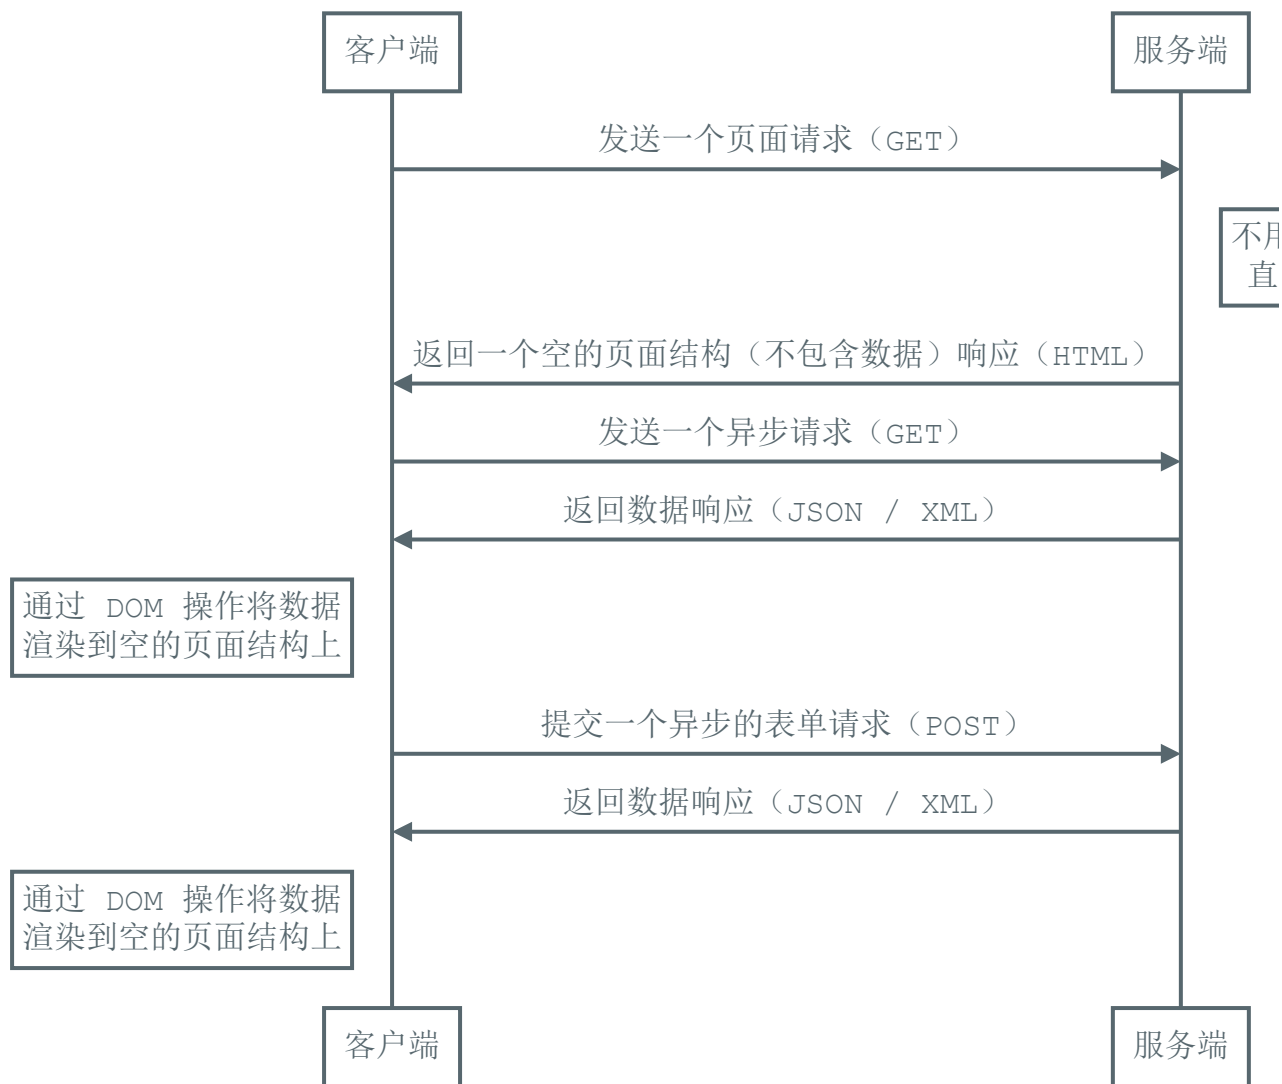 客户端
服务端
发送一个页面请求（GET）
不用
直
返回一个空的页面结构（不包含数据）响应（HTML）
发送一个异步请求（GET）
返回数据响应（JSON / XML）
通过 DOM 操作将数据
渲染到空的页面结构上
提交一个异步的表单请求（POST）
返回数据响应（JSON / XML）
通过 DOM 操作将数据
渲染到空的页面结构上
客户端
服务端